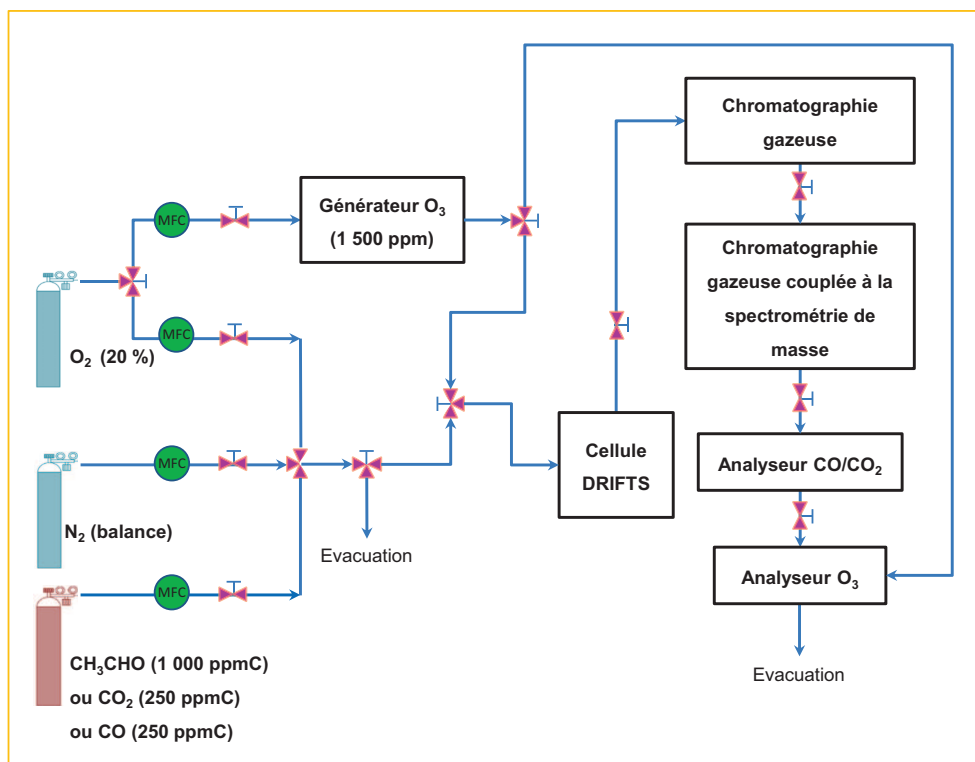 Chromatographie
gazeuse
MFC
Générateur O₃
(1 500 ppm)
Chromatographie
gazeuse couplée à la
spectrométrie de
masse
MFC
O₂ (20 %)
MFC
Cellule
DRIFTS
Analyseur CO/CO₂
N₂ (balance)
Evacuation
Analyseur O₃
MFC
CH₃CHO (1 000 ppmC)
ou CO₂ (250 ppmC)
ou CO (250 ppmC)
Evacuation